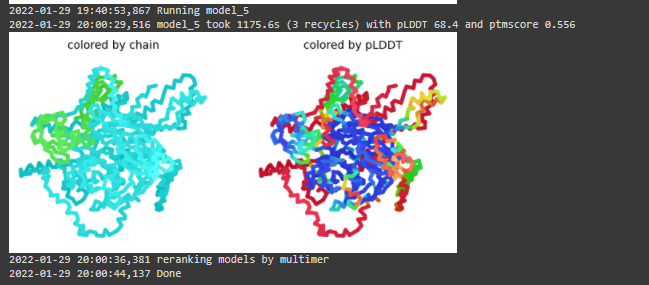 2022-01-29 19:40:53,867 Running model_5
2022-01-29 20:00:29,516 model_5 took 1175.6s (3 recycles) with pLDDT 68.4 and ptmscore 0.556
colored by chain
colored by pLDDT
2022-01-29 20:00:36,381 reranking models by multimer
2022-01-29 20:00:44,137 Done